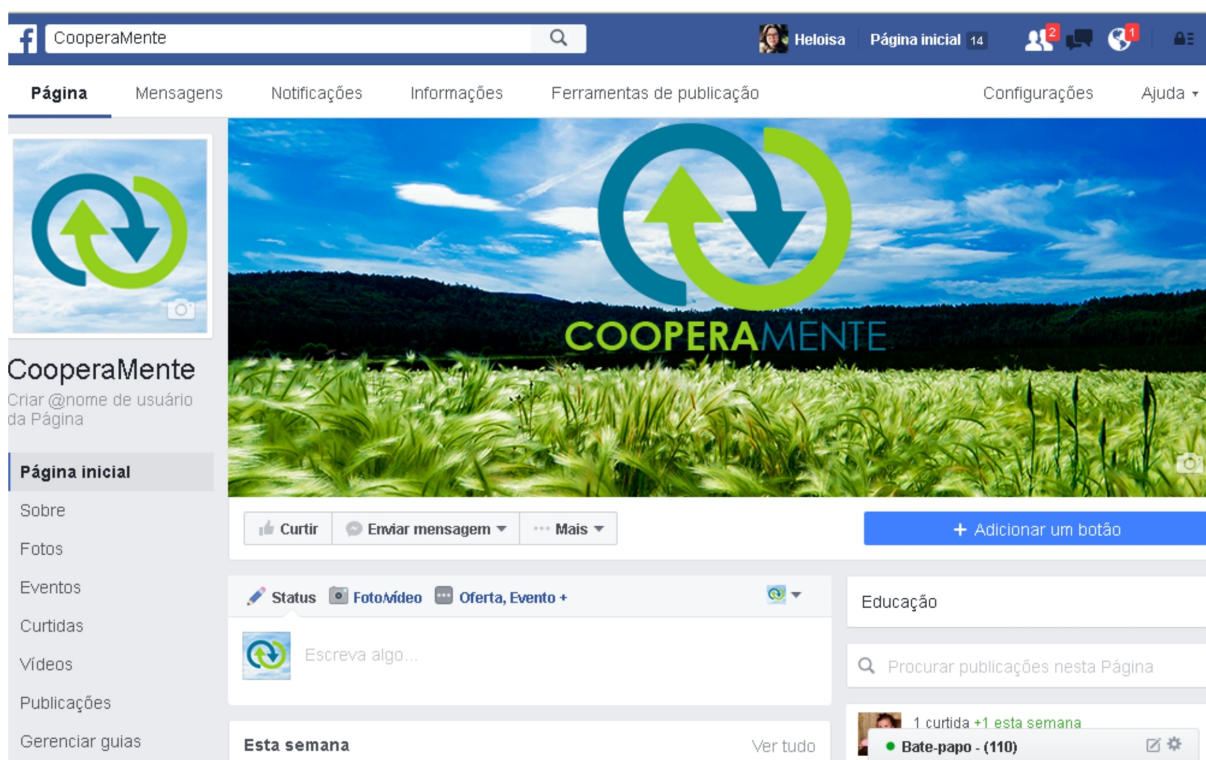 CooperaMente
Heloisa
Página inicial 14
2
1
Página
Mensagens
Notificações
Informações
Ferramentas de publicação
Configurações
Ajuda
COOPERAMENTE
CooperaMente
Criar @nome de usuário
da Página
Página inicial
Sobre
Fotos
Eventos
Curtidas
Vídeos
Publicações
Gerenciar guias
Curtir
Enviar mensagem
Mais
+ Adicionar um botão
Status
Foto/vídeo
Oferta, Evento +
Escreva algo...
Esta semana
Ver tudo
Educação
Procurar publicações nesta Página
1 curtida +1 esta semana
Bate-papo - (110)